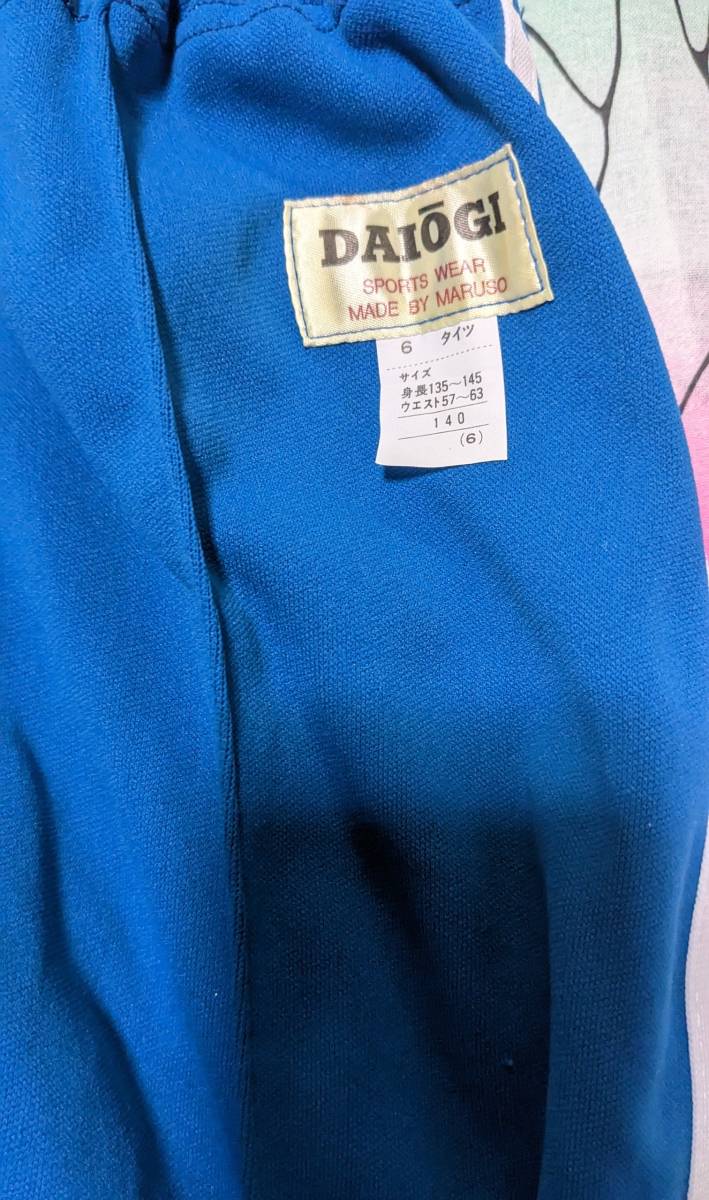 DAIŌGI
SPORTS WEAR
MADE BY MARUSO
6 タイツ
サイズ
身長135~145
ウエスト57~63
140
(6)